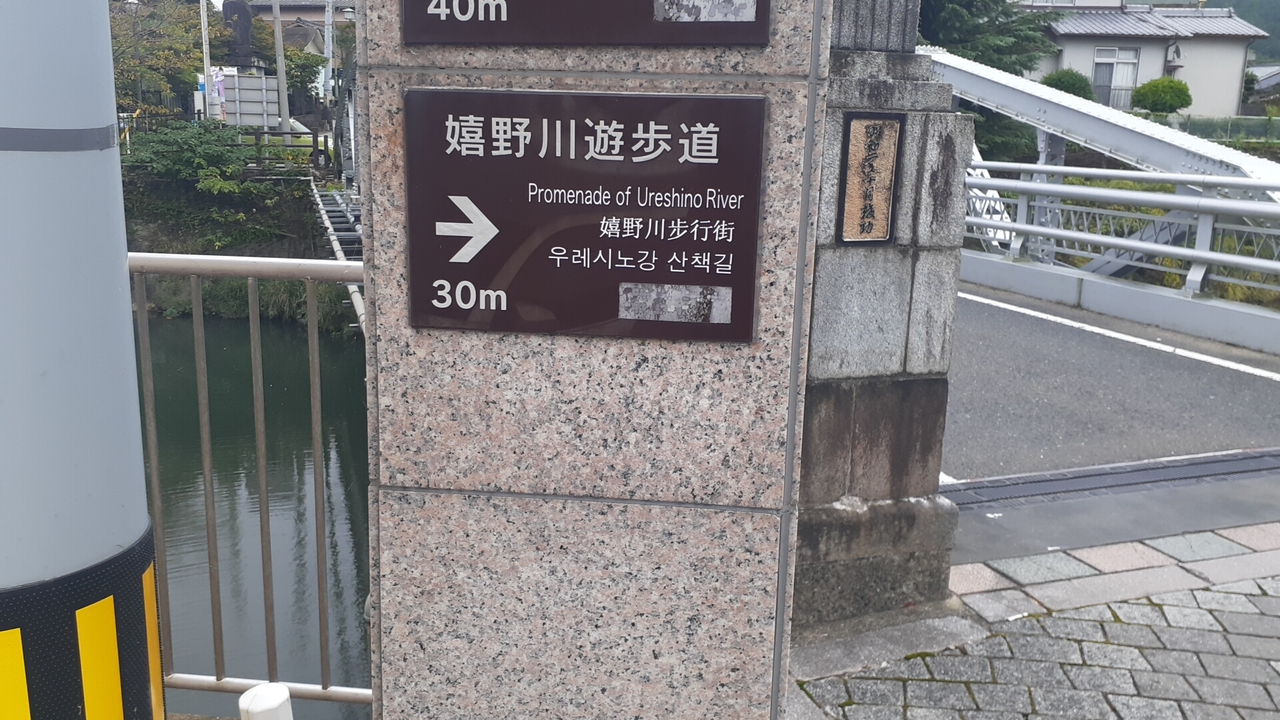 40m
嬉野川遊歩道
Promenade of Ureshino River
嬉野川步行街
우레시노강 산책길
30m